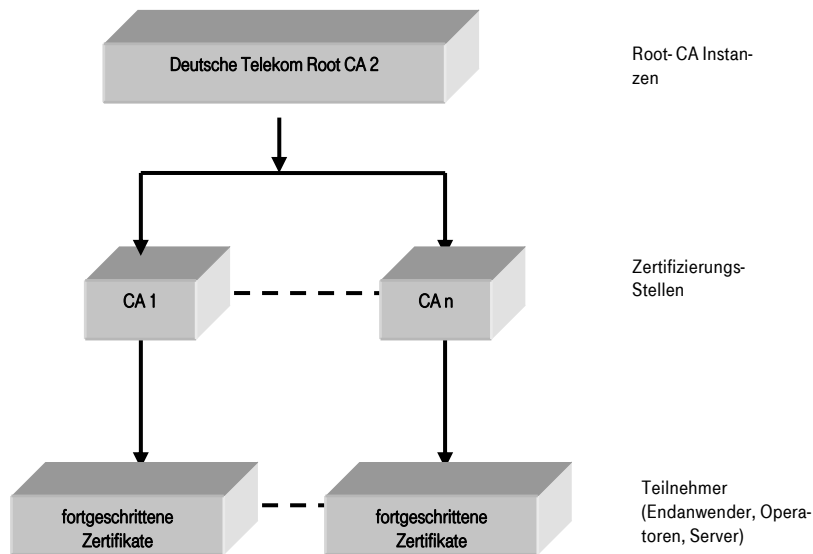 Deutsche Telekom Root CA 2
Root- CA Instan-
zen
CA 1
CA n
Zertifizierungs-
Stellen
fortgeschrittene
Zertifikate
fortgeschrittene
Zertifikate
Teilnehmer
(Endanwender, Opera-
toren, Server)